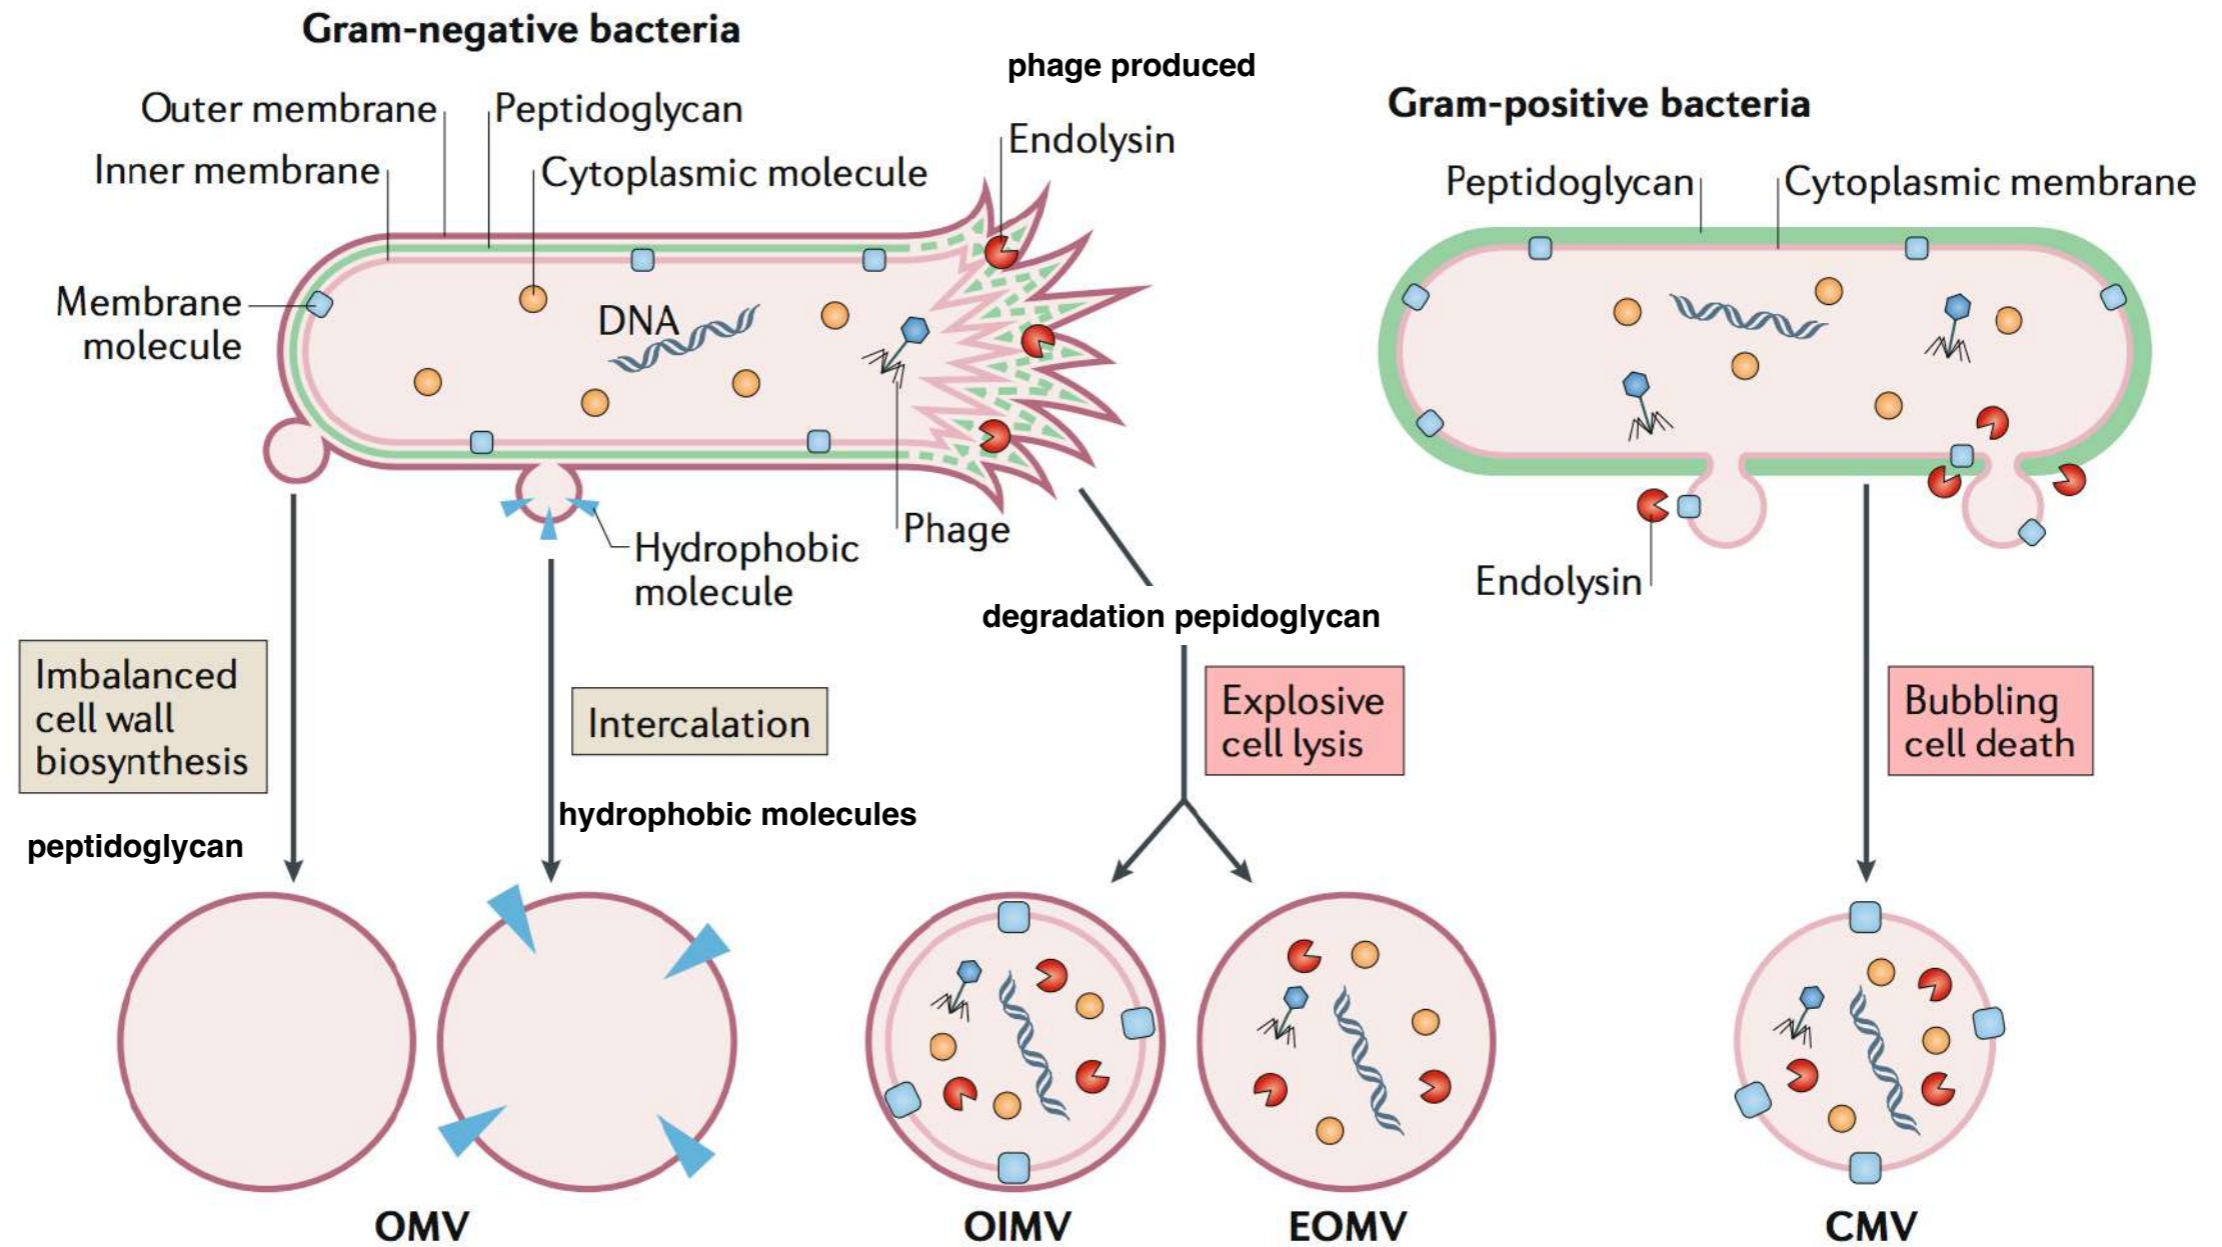 Gram-negative bacteria
phage produced
Gram-positive bacteria
Outer membrane
Peptidoglycan
Endolysin
Inner membrane
Cytoplasmic molecule
Peptidoglycan
Cytoplasmic membrane
Membrane
molecule
DNA
Phage
Hydrophobic
molecule
Endolysin
degradation pepidoglycan
Imbalanced
cell wall
biosynthesis
Intercalation
Explosive
cell lysis
Bubbling
cell death
hydrophobic molecules
peptidoglycan
OMV
OIMV
EOMV
CMV